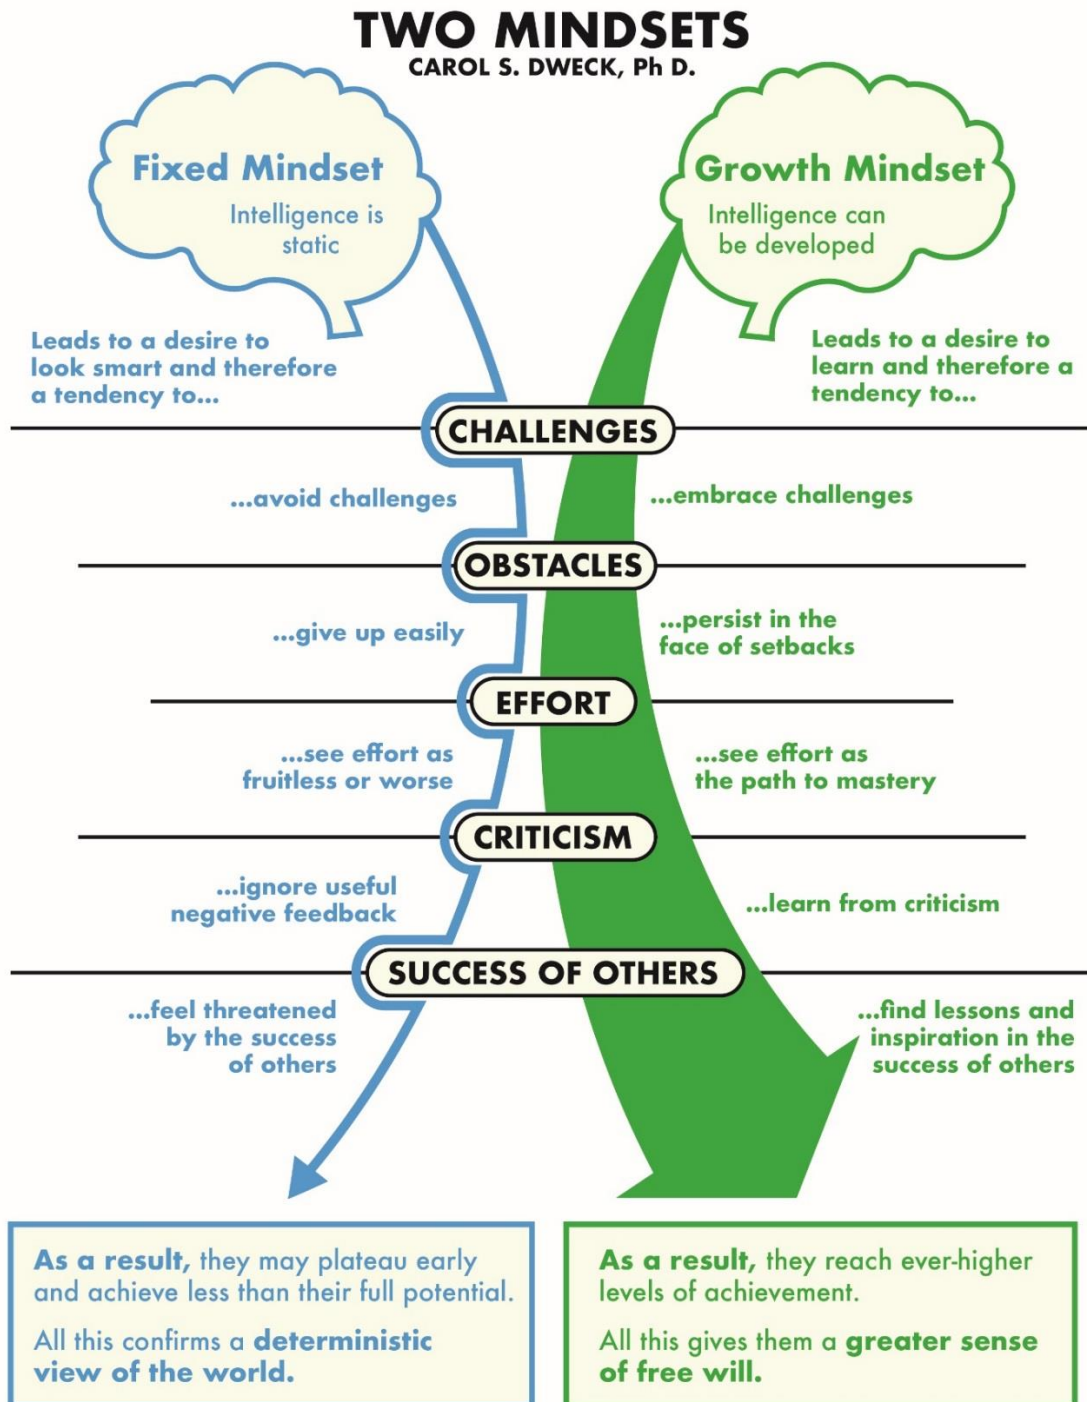 TWO MINDSETS
CAROL S. DWECK, Ph D.
Fixed Mindset
Intelligence is
static
Growth Mindset
Intelligence can
be developed
Leads to a desire to
look smart and therefore
a tendency to...
Leads to a desire to
learn and therefore a
tendency to...
CHALLENGES
...avoid challenges
...embrace challenges
OBSTACLES
...give up easily
...persist in the
face of setbacks
EFFORT
...see effort as
fruitless or worse
...see effort as
the path to mastery
CRITICISM
...ignore useful
negative feedback
...learn from criticism
SUCCESS OF OTHERS
...feel threatened
by the success
of others
...find lessons and
inspiration in the
success of others
As a result, they may plateau early
and achieve less than their full potential.
All this confirms a deterministic
view of the world.
As a result, they reach ever-higher
levels of achievement.
All this gives them a greater sense
of free will.